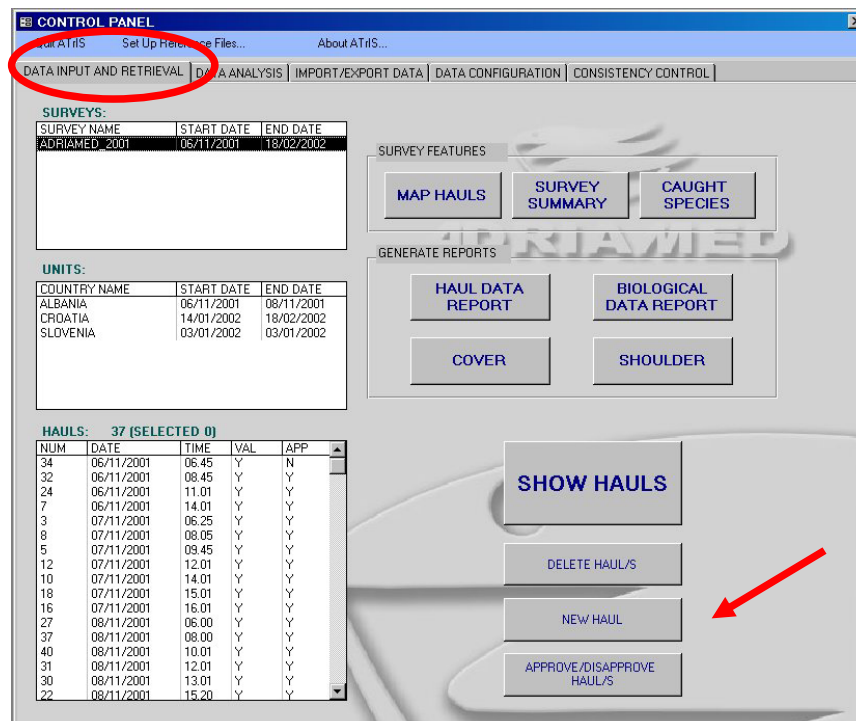 CONTROL PANEL
Quit ATrIS Set Up Reference Files... About ATrIS...
DATA INPUT AND RETRIEVAL DATA ANALYSIS IMPORT/EXPORT DATA DATA CONFIGURATION CONSISTENCY CONTROL
SURVEYS:
SURVEY NAME START DATE END DATE
ADRIAMED_2001 06/11/2001 18/02/2002
SURVEY FEATURES
MAP HAULS
SURVEY SUMMARY
CAUGHT SPECIES
ADRIAMED
GENERATE REPORTS
HAUL DATA REPORT
BIOLOGICAL DATA REPORT
COVER
SHOULDER
UNITS:
COUNTRY NAME START DATE END DATE
ALBANIA 06/11/2001 08/11/2001
CROATIA 14/01/2002 18/02/2002
SLOVENIA 03/01/2002 03/01/2002
HAULS: 37 (SELECTED 0)
NUM DATE TIME VAL APP
34 06/11/2001 06.45 Y N
32 06/11/2001 08.45 Y Y
24 06/11/2001 11.01 Y Y
7 06/11/2001 14.01 Y Y
3 07/11/2001 06.25 Y Y
8 07/11/2001 08.05 Y Y
5 07/11/2001 09.45 Y Y
12 07/11/2001 12.01 Y Y
10 07/11/2001 14.01 Y Y
18 07/11/2001 15.01 Y Y
16 07/11/2001 16.01 Y Y
27 08/11/2001 06.00 Y Y
37 08/11/2001 08.00 Y Y
40 08/11/2001 10.01 Y Y
31 08/11/2001 12.01 Y Y
30 08/11/2001 13.01 Y Y
22 08/11/2001 15.20 Y Y
SHOW HAULS
DELETE HAUL/S
NEW HAUL
APPROVE/DISAPPROVE
HAUL/S